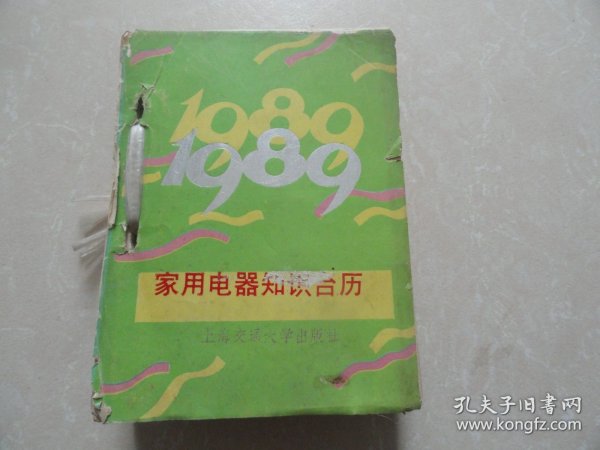 1989
1989
家用电器知识台历
上海交通大学出版社
孔夫子旧书网
www.kongfz.com